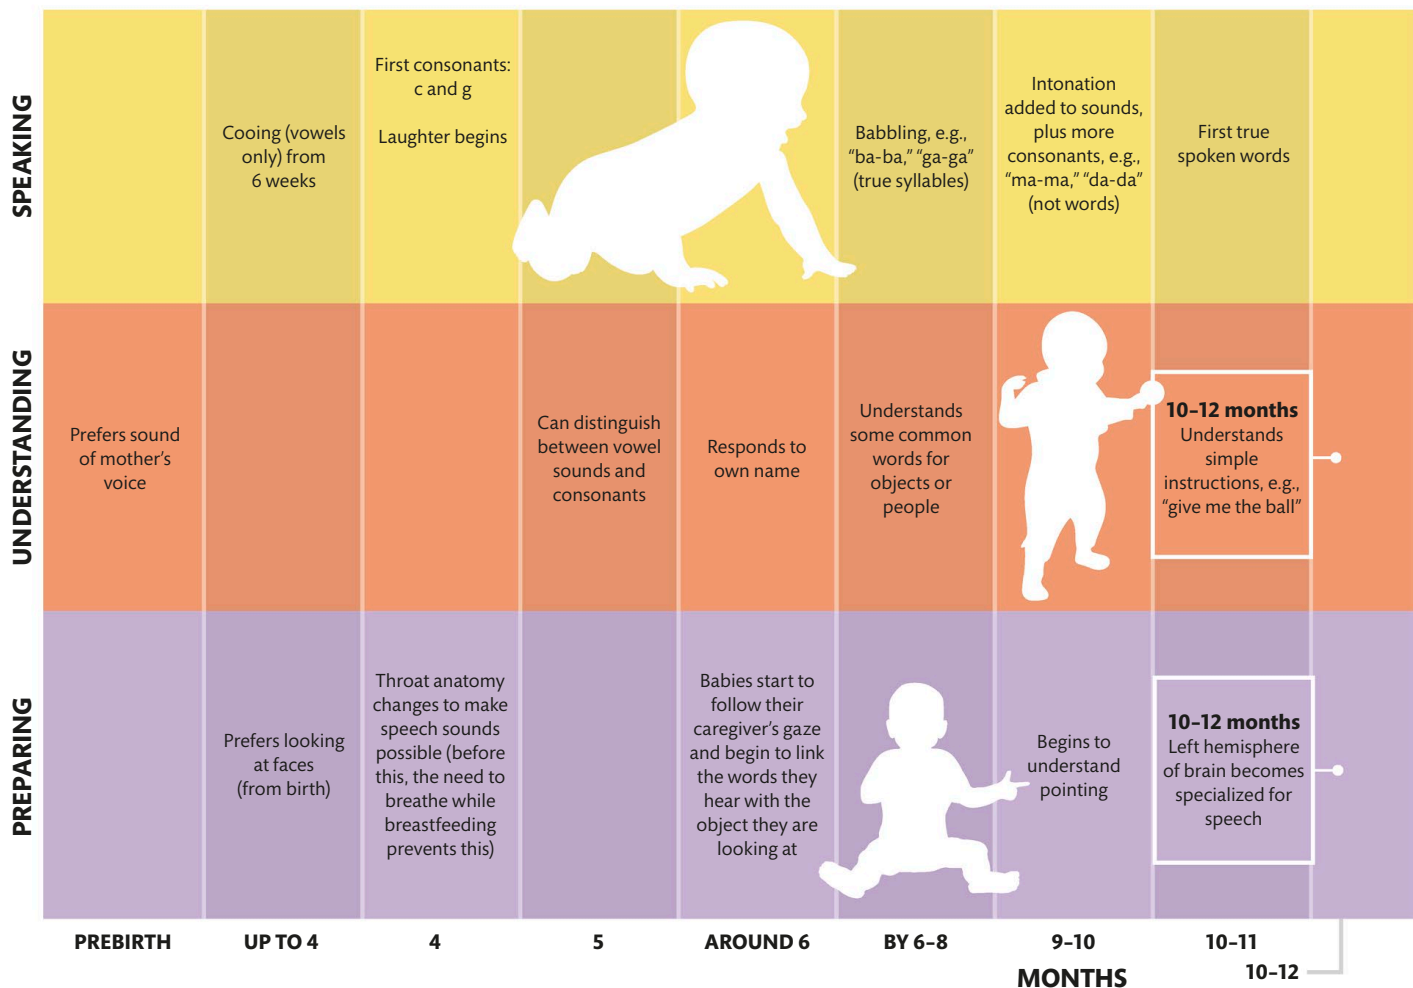 SPEAKING
Cooing (vowels
only) from
6 weeks
First consonants:
c and g
Laughter begins
Babbling, e.g.,
“ba-ba,” “ga-ga”
(true syllables)
Intonation
added to sounds,
plus more
consonants, e.g.,
“ma-ma,” “da-da”
(not words)
First true
spoken words
UNDERSTANDING
Prefers sound
of mother’s
voice
Can distinguish
between vowel
sounds and
consonants
Responds to
own name
Understands
some common
words for
objects or
people
10–12 months
Understands
simple
instructions, e.g.,
“give me the ball”
PREPARING
Prefers looking
at faces
(from birth)
Throat anatomy
changes to make
speech sounds
possible (before
this, the need to
breathe while
breastfeeding
prevents this)
Babies start to
follow their
caregiver’s gaze
and begin to link
the words they
hear with the
object they are
looking at
Begins to
understand
pointing
10–12 months
Left hemisphere
of brain becomes
specialized for
speech
PREBIRTH
UP TO 4
4
5
AROUND 6
BY 6–8
9–10
10–11
10–12
MONTHS